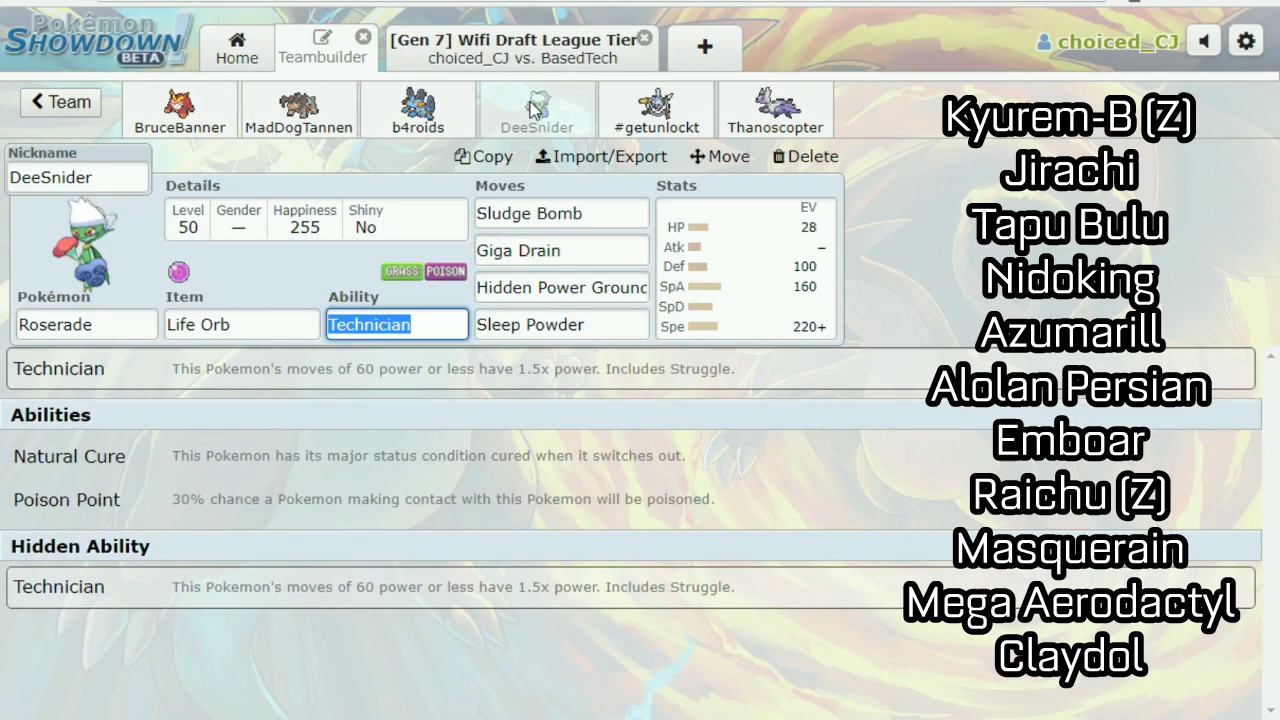 Pokémon
SHOWDOWN!
BETA
Home
Teambuilder
[Gen 7] Wifi Draft League Tier
choiced_CJ vs. BasedTech
+
choiced_CJ
Team
BruceBanner
MadDogTannen
b4roids
DeeSnider
#getunlockt
Thanoscopter
Nickname
DeeSnider
Copy
Import/Export
Move
Delete
Details
Level
50
Gender
—
Happiness
255
Shiny
No
GRASS POISON
Pokémon
Roserade
Item
Life Orb
Ability
Technician
Moves
Sludge Bomb
Giga Drain
Hidden Power Ground
Sleep Powder
Stats
EV
HP 28
Atk –
Def 100
SpA 160
SpD
Spe 220+
Technician This Pokemon's moves of 60 power or less have 1.5x power. Includes Struggle.
Abilities
Natural Cure This Pokemon has its major status condition cured when it switches out.
Poison Point 30% chance a Pokemon making contact with this Pokemon will be poisoned.
Hidden Ability
Technician This Pokemon's moves of 60 power or less have 1.5x power. Includes Struggle.
Kyurem-B (Z)
Jirachi
Tapu Bulu
Nidoking
Azumarill
Alolan Persian
Emboar
Raichu (Z)
Masquerain
Mega Aerodactyl
Claydol